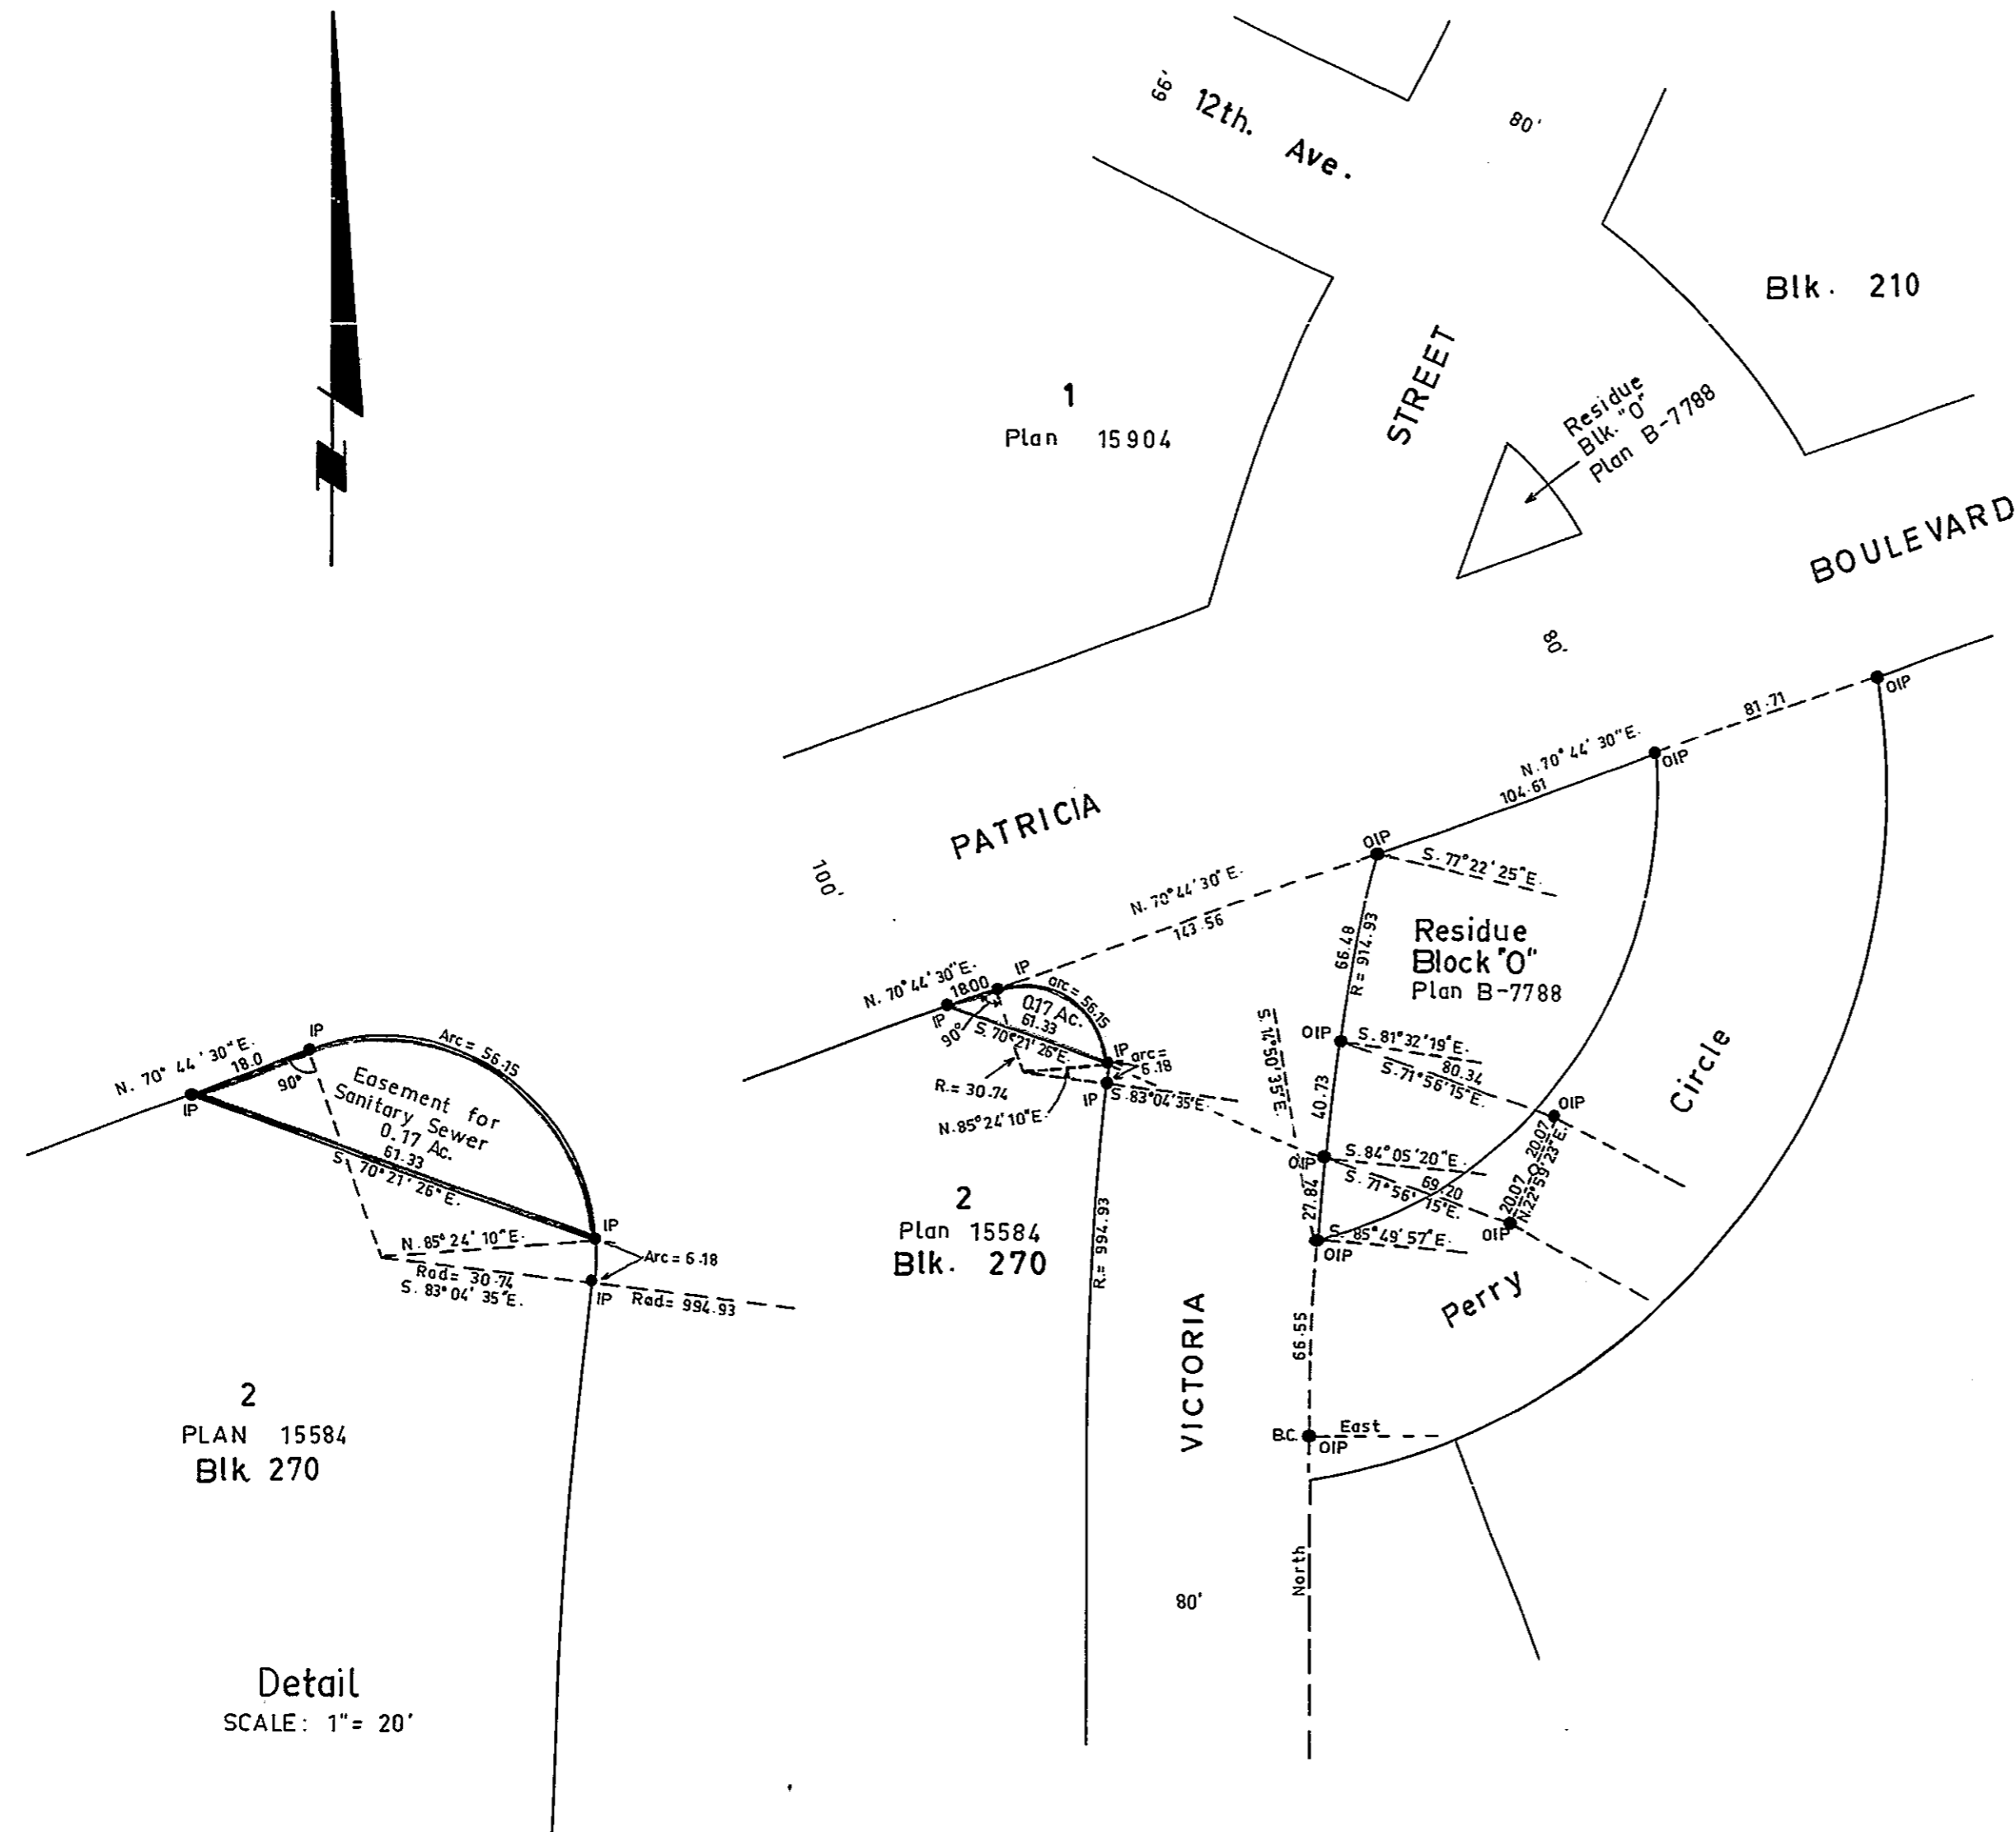 66'
12th. Ave.
80'
Blk. 210
STREET
1
Plan 15904
Residue
Blk. "O"
Plan B-7788
BOULEVARD
80'
OIP
81.71
N. 70° 44' 30" E.
OIP
104.61
PATRICIA
100'
OIP
S. 77° 22' 25" E.
N. 70° 44' 30" E.
143.56
66.48
R = 914.93
Residue
Block "O"
Plan B-7788
N. 70° 44' 30" E.
18.00
IP
arc = 56.15
0.17 Ac.
61.33
S. 70° 21' 26" E.
IP
90°
IP
arc =
6.18
R. = 30.74
IP
S. 83° 04' 35" E.
N. 85° 24' 10" E.
S. 14° 50' 35" E.
OIP
S. 81° 32' 19" E.
80.34
S. 71° 56' 15" E.
40.73
OIP
Circle
20.07
20.07
N. 22° 59' 23" E.
OIP
S. 84° 05' 20" E.
69.20
S. 71° 56' 15" E.
27.84
OIP
S. 85° 49' 57" E.
OIP
Perry
2
Plan 15584
Blk. 270
R. = 994.93
VICTORIA
66.55
B.C.
East
OIP
North
80'
N. 70° 44' 30" E.
18.0
IP
90°
IP
Arc = 56.15
Easement for
Sanitary Sewer
0.17 Ac.
61.33
S. 70° 21' 26" E.
IP
N. 85° 24' 10" E.
Arc = 6.18
Rad = 30.74
S. 83° 04' 35" E.
IP
Rad = 994.93
2
PLAN 15584
Blk 270
Detail
SCALE: 1" = 20'